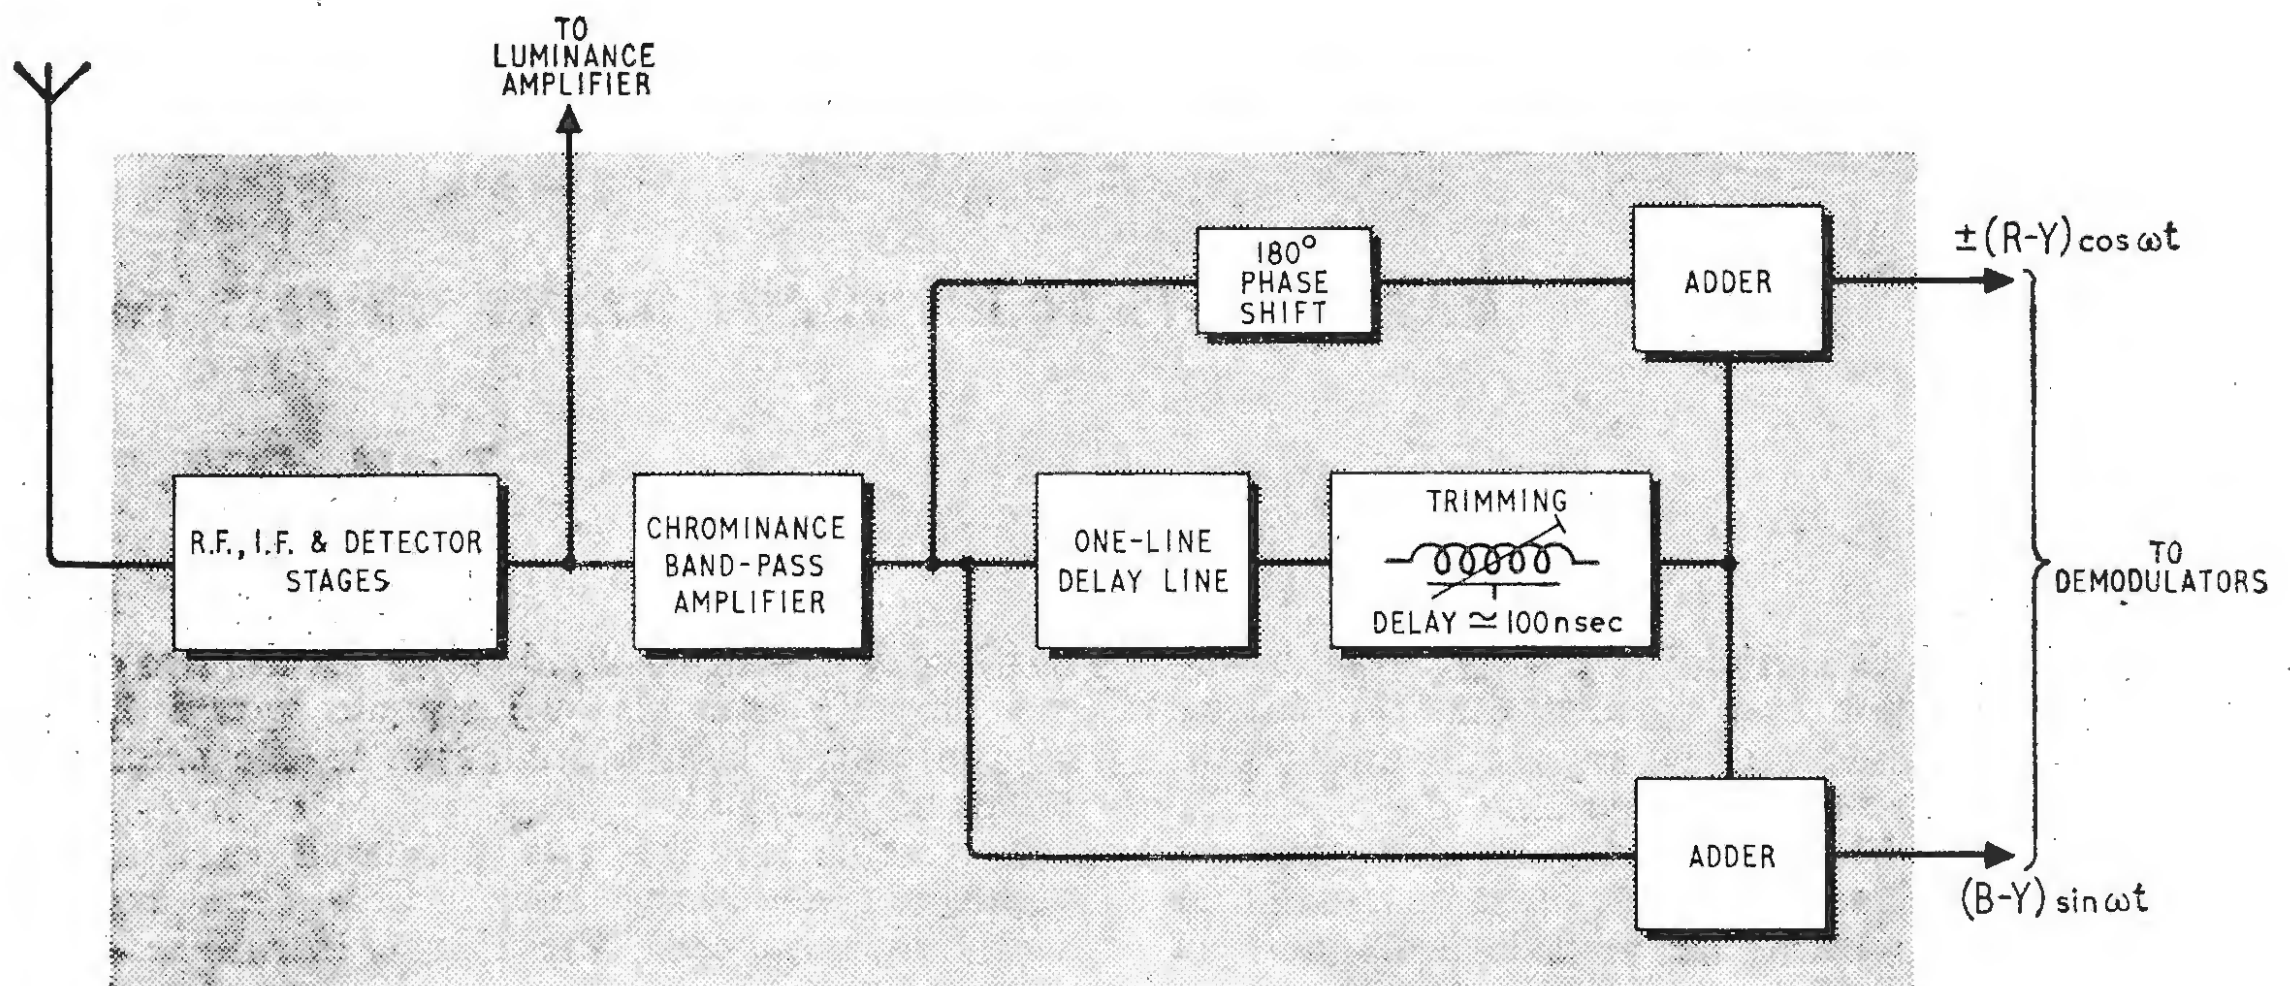 TO
LUMINANCE
AMPLIFIER
180°
PHASE
SHIFT
ADDER
±(R-Y) cos ωt
R.F., I.F. & DETECTOR
STAGES
CHROMINANCE
BAND-PASS
AMPLIFIER
ONE-LINE
DELAY LINE
TRIMMING
DELAY ≃ 100nsec
TO
DEMODULATORS
ADDER
(B-Y) sin ωt